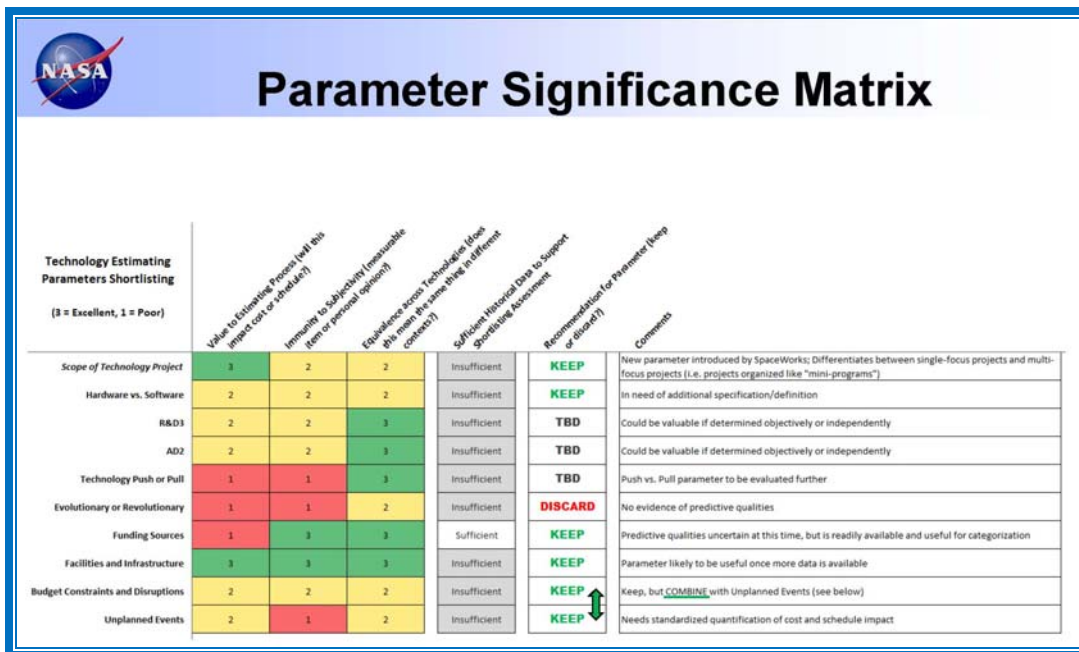 NASA
Parameter Significance Matrix
Technology Estimating
Parameters Shortlisting
(3 = Excellent, 1 = Poor)
Value to Estimating Process (will this
impact cost or schedule?)
Immunity to Subjectivity (measurable
item or personal opinion?)
Equivalence across Technologies (does
this mean the same thing in different
contexts?)
Sufficient Historical Data to Support
Shortlisting Assessment
Recommendation for Parameter (keep
or discard?)
Comments
Scope of Technology Project 3 2 2 Insufficient KEEP New parameter introduced by SpaceWorks; Differentiates between single-focus projects and multi-
focus projects (i.e. projects organized like "mini-programs")
Hardware vs. Software 2 2 2 Insufficient KEEP In need of additional specification/definition
R&D3 2 2 3 Insufficient TBD Could be valuable if determined objectively or independently
AD2 2 2 3 Insufficient TBD Could be valuable if determined objectively or independently
Technology Push or Pull 1 1 3 Insufficient TBD Push vs. Pull parameter to be evaluated further
Evolutionary or Revolutionary 1 1 2 Insufficient DISCARD No evidence of predictive qualities
Funding Sources 1 3 3 Sufficient KEEP Predictive qualities uncertain at this time, but is readily available and useful for categorization
Facilities and Infrastructure 3 3 3 Insufficient KEEP Parameter likely to be useful once more data is available
Budget Constraints and Disruptions 2 2 2 Insufficient KEEP Keep, but COMBINE with Unplanned Events (see below)
Unplanned Events 2 1 2 Insufficient KEEP Needs standardized quantification of cost and schedule impact